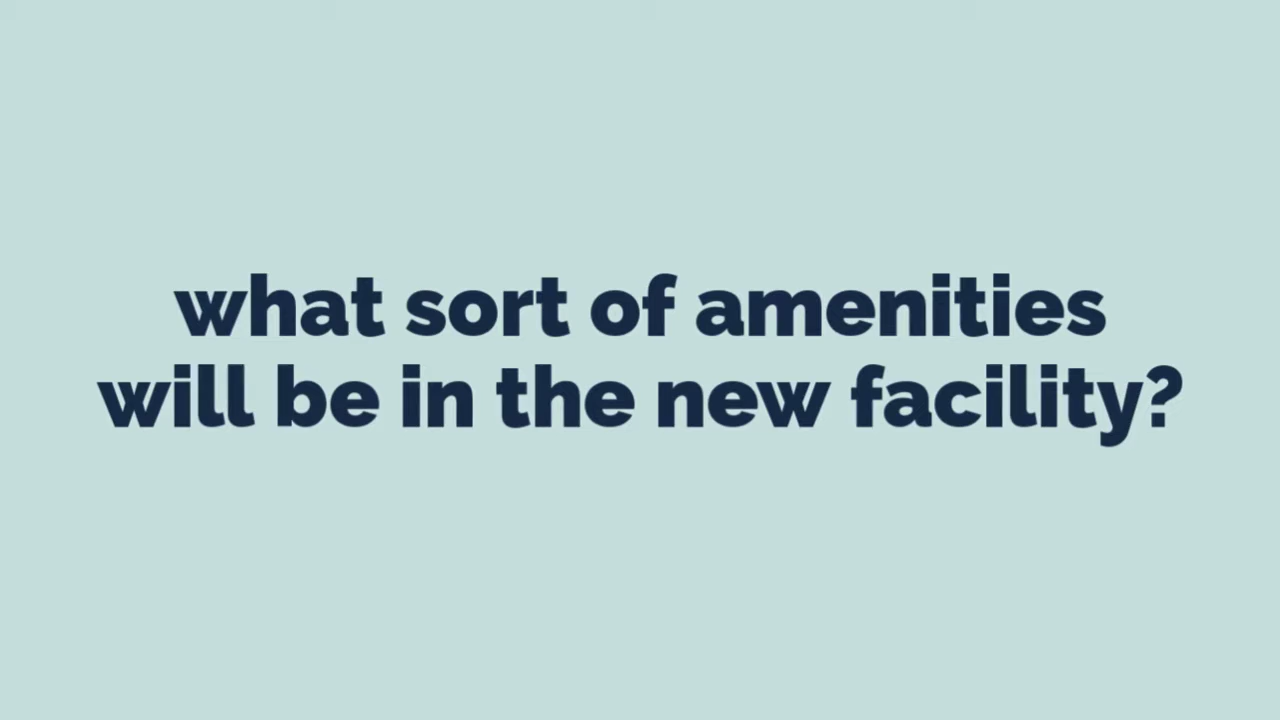 what sort of amenities
will be in the new facility?